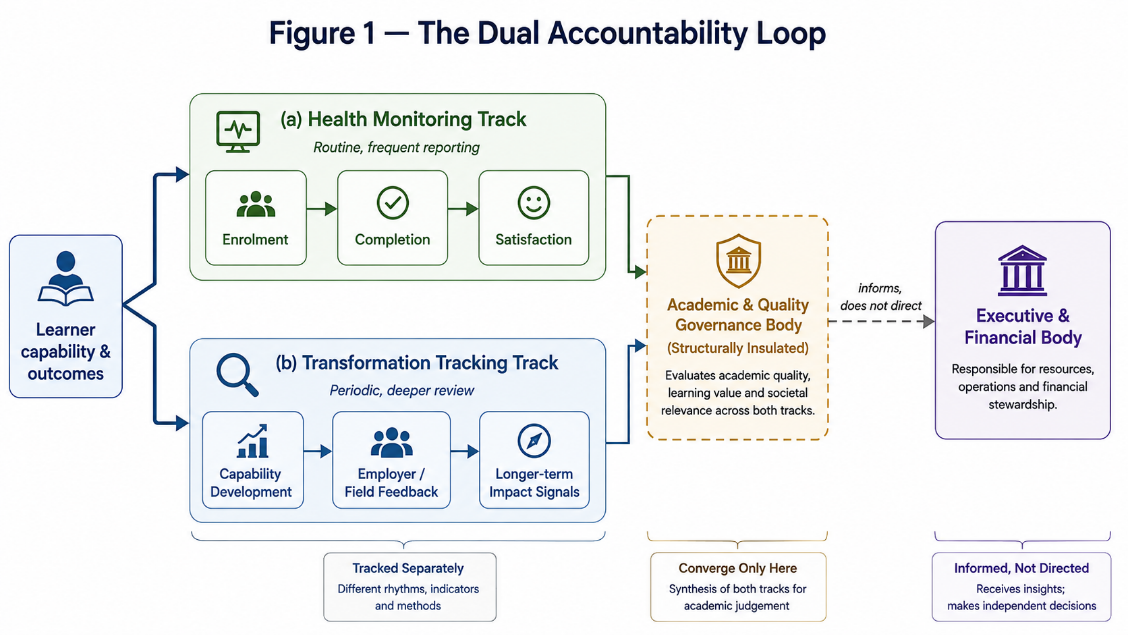 Figure 1 — The Dual Accountability Loop
(a) Health Monitoring Track
Routine, frequent reporting
Enrolment
Completion
Satisfaction
Learner
capability &
outcomes
(b) Transformation Tracking Track
Periodic, deeper review
Capability
Development
Employer /
Field Feedback
Longer-term
Impact Signals
Academic & Quality
Governance Body
(Structurally Insulated)
Evaluates academic quality,
learning value and societal
relevance across both tracks.
informs,
does not direct
Executive &
Financial Body
Responsible for resources,
operations and financial
stewardship.
Tracked Separately
Different rhythms, indicators
and methods
Converge Only Here
Synthesis of both tracks for
academic judgement
Informed, Not Directed
Receives insights;
makes independent decisions